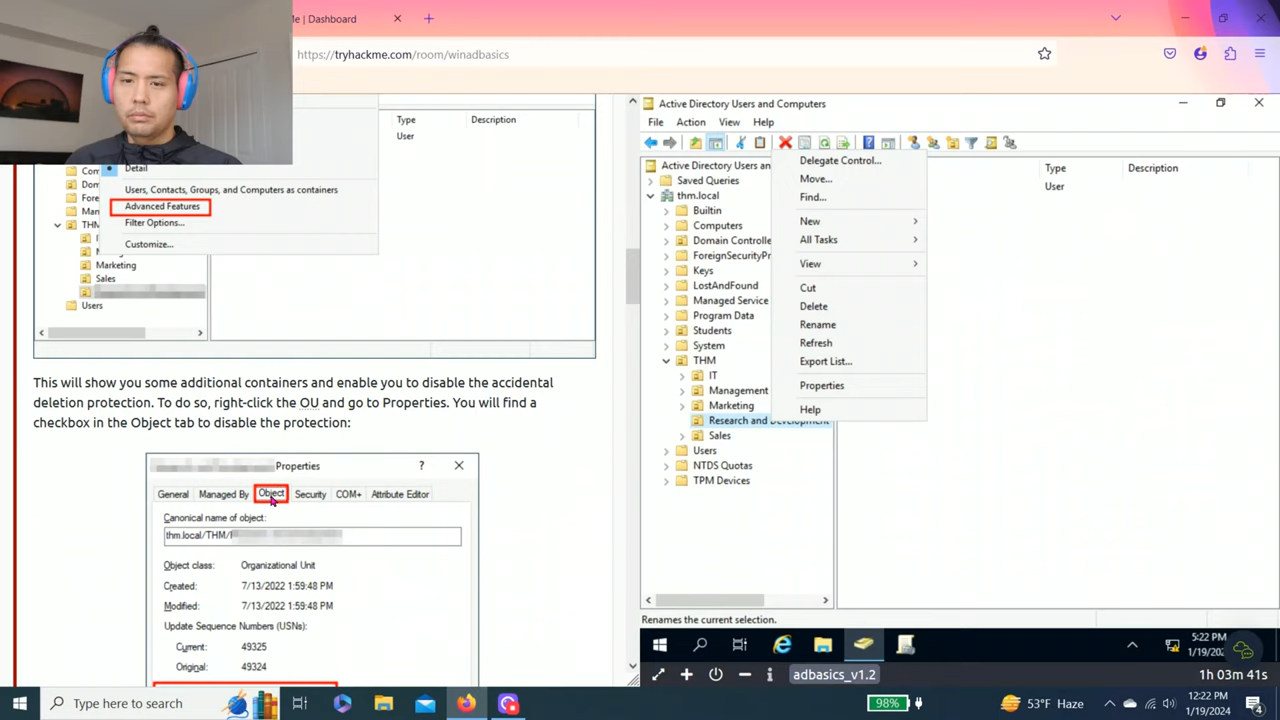 Me | Dashboard
https://tryhackme.com/room/winadbasics
Type
Description
User
Detail
Com
Dom
Fore
Man
THM
Users, Contacts, Groups, and Computers as containers
Advanced Features
Filter Options...
Customize...
Marketing
Sales
Users
This will show you some additional containers and enable you to disable the accidental
deletion protection. To do so, right-click the OU and go to Properties. You will find a
checkbox in the Object tab to disable the protection:
Properties
?
General
Managed By
Object
Security
COM+
Attribute Editor
Canonical name of object:
thm.local/THM/
Object class:
Organizational Unit
Created:
7/13/2022 1:59:48 PM
Modified:
7/13/2022 1:59:48 PM
Update Sequence Numbers (USNs):
Current:
49325
Original:
49324
Active Directory Users and Computers
File
Action
View
Help
Active Directory Users an
Saved Queries
thm.local
Builtin
Computers
Domain Controlle
ForeignSecurityPr
Keys
LostAndFound
Managed Service
Program Data
Students
System
THM
IT
Management
Marketing
Research and Development
Sales
Users
NTDS Quotas
TPM Devices
Delegate Control...
Move...
Find...
New
All Tasks
View
Cut
Delete
Rename
Refresh
Export List...
Properties
Help
Type
Description
User
Renames the current selection.
5:22 PM
1/19/202
adbasics_v1.2
1h 03m 41s
Type here to search
98%
53°F Haze
12:22 PM
1/19/2024
4